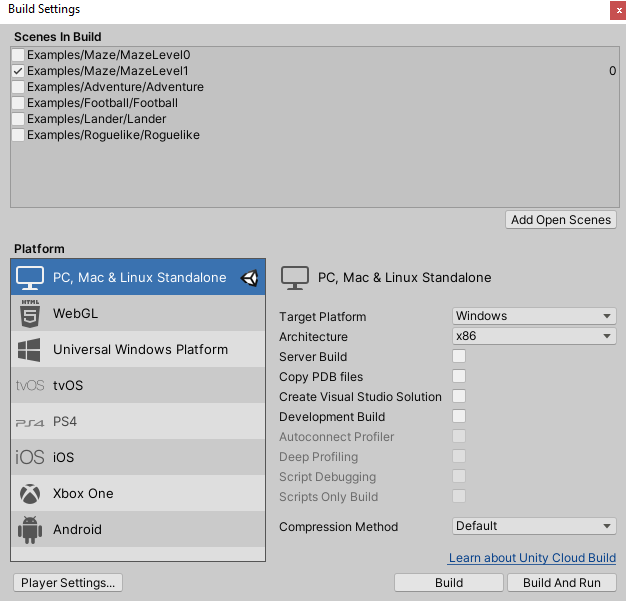 Build Settings
x
Scenes In Build
Examples/Maze/MazeLevel0
Examples/Maze/MazeLevel1 0
Examples/Adventure/Adventure
Examples/Football/Football
Examples/Lander/Lander
Examples/Roguelike/Roguelike
Add Open Scenes
Platform
PC, Mac & Linux Standalone
HTML 5 WebGL
Universal Windows Platform
tvOS tvOS
PS4 PS4
iOS iOS
Xbox One
Android
PC, Mac & Linux Standalone
Target Platform Windows
Architecture x86
Server Build
Copy PDB files
Create Visual Studio Solution
Development Build
Autoconnect Profiler
Deep Profiling
Script Debugging
Scripts Only Build
Compression Method Default
Learn about Unity Cloud Build
Player Settings...
Build
Build And Run